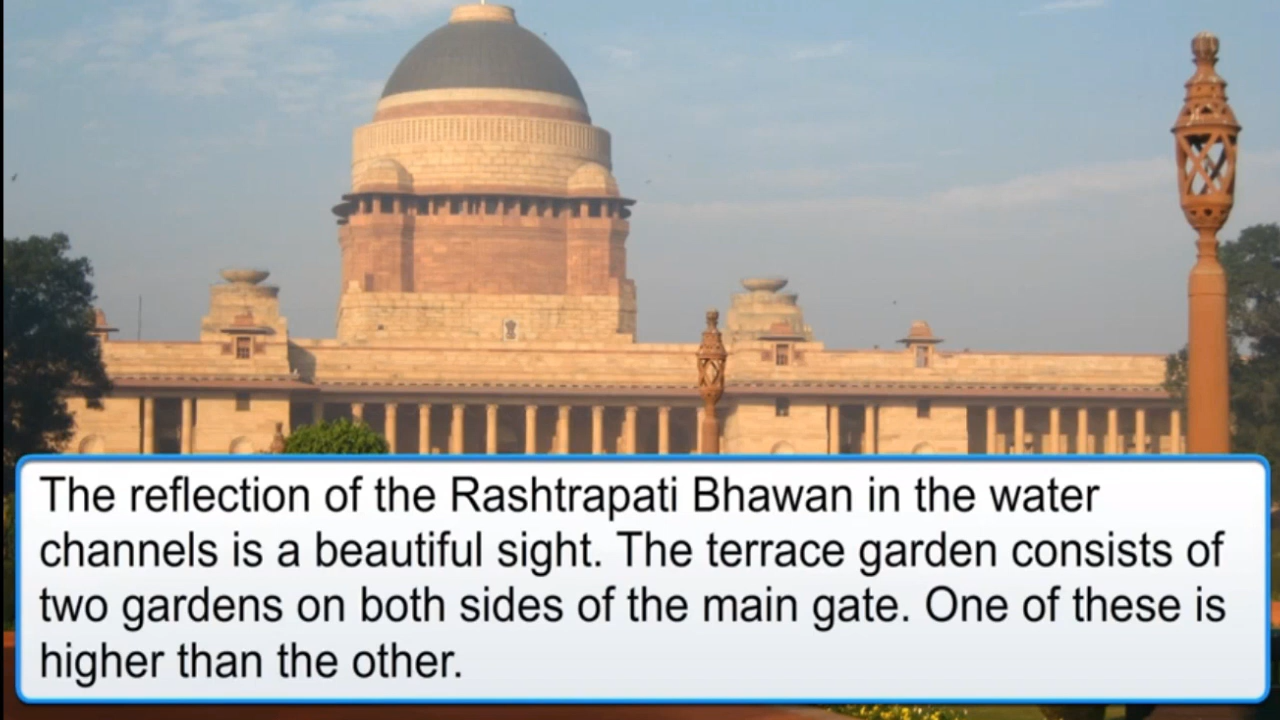 The reflection of the Rashtrapati Bhawan in the water
channels is a beautiful sight. The terrace garden consists of
two gardens on both sides of the main gate. One of these is
higher than the other.